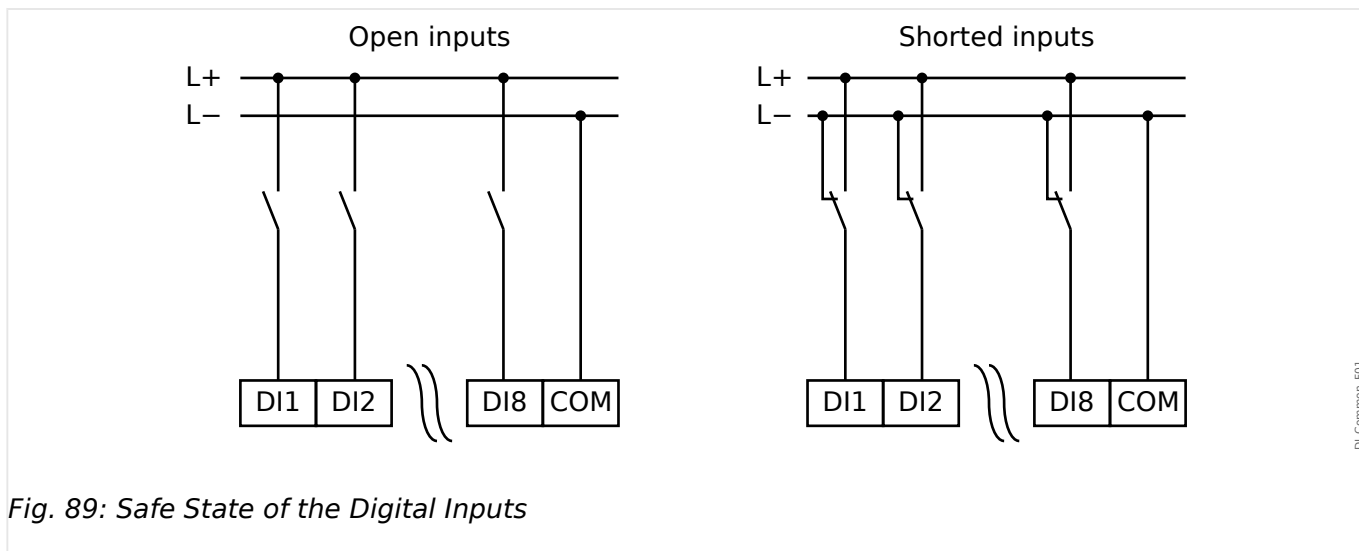 Open inputs
Shorted inputs
L+
L−
DI1 DI2 DI8 COM
L+
L−
DI1 DI2 DI8 COM
DI_Common_E01
Fig. 89: Safe State of the Digital Inputs